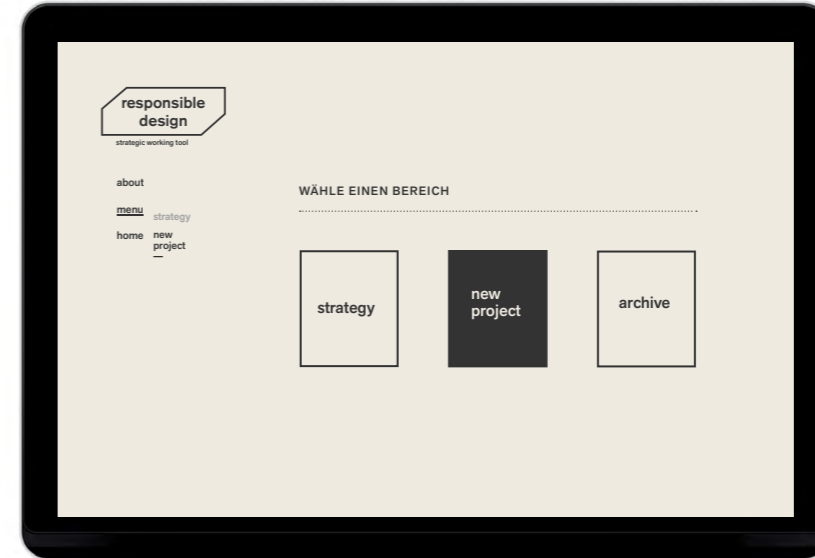 responsible
design
strategic working tool
about
menu
strategy
home
new
project
WÄHLE EINEN BEREICH
strategy
new
project
archive